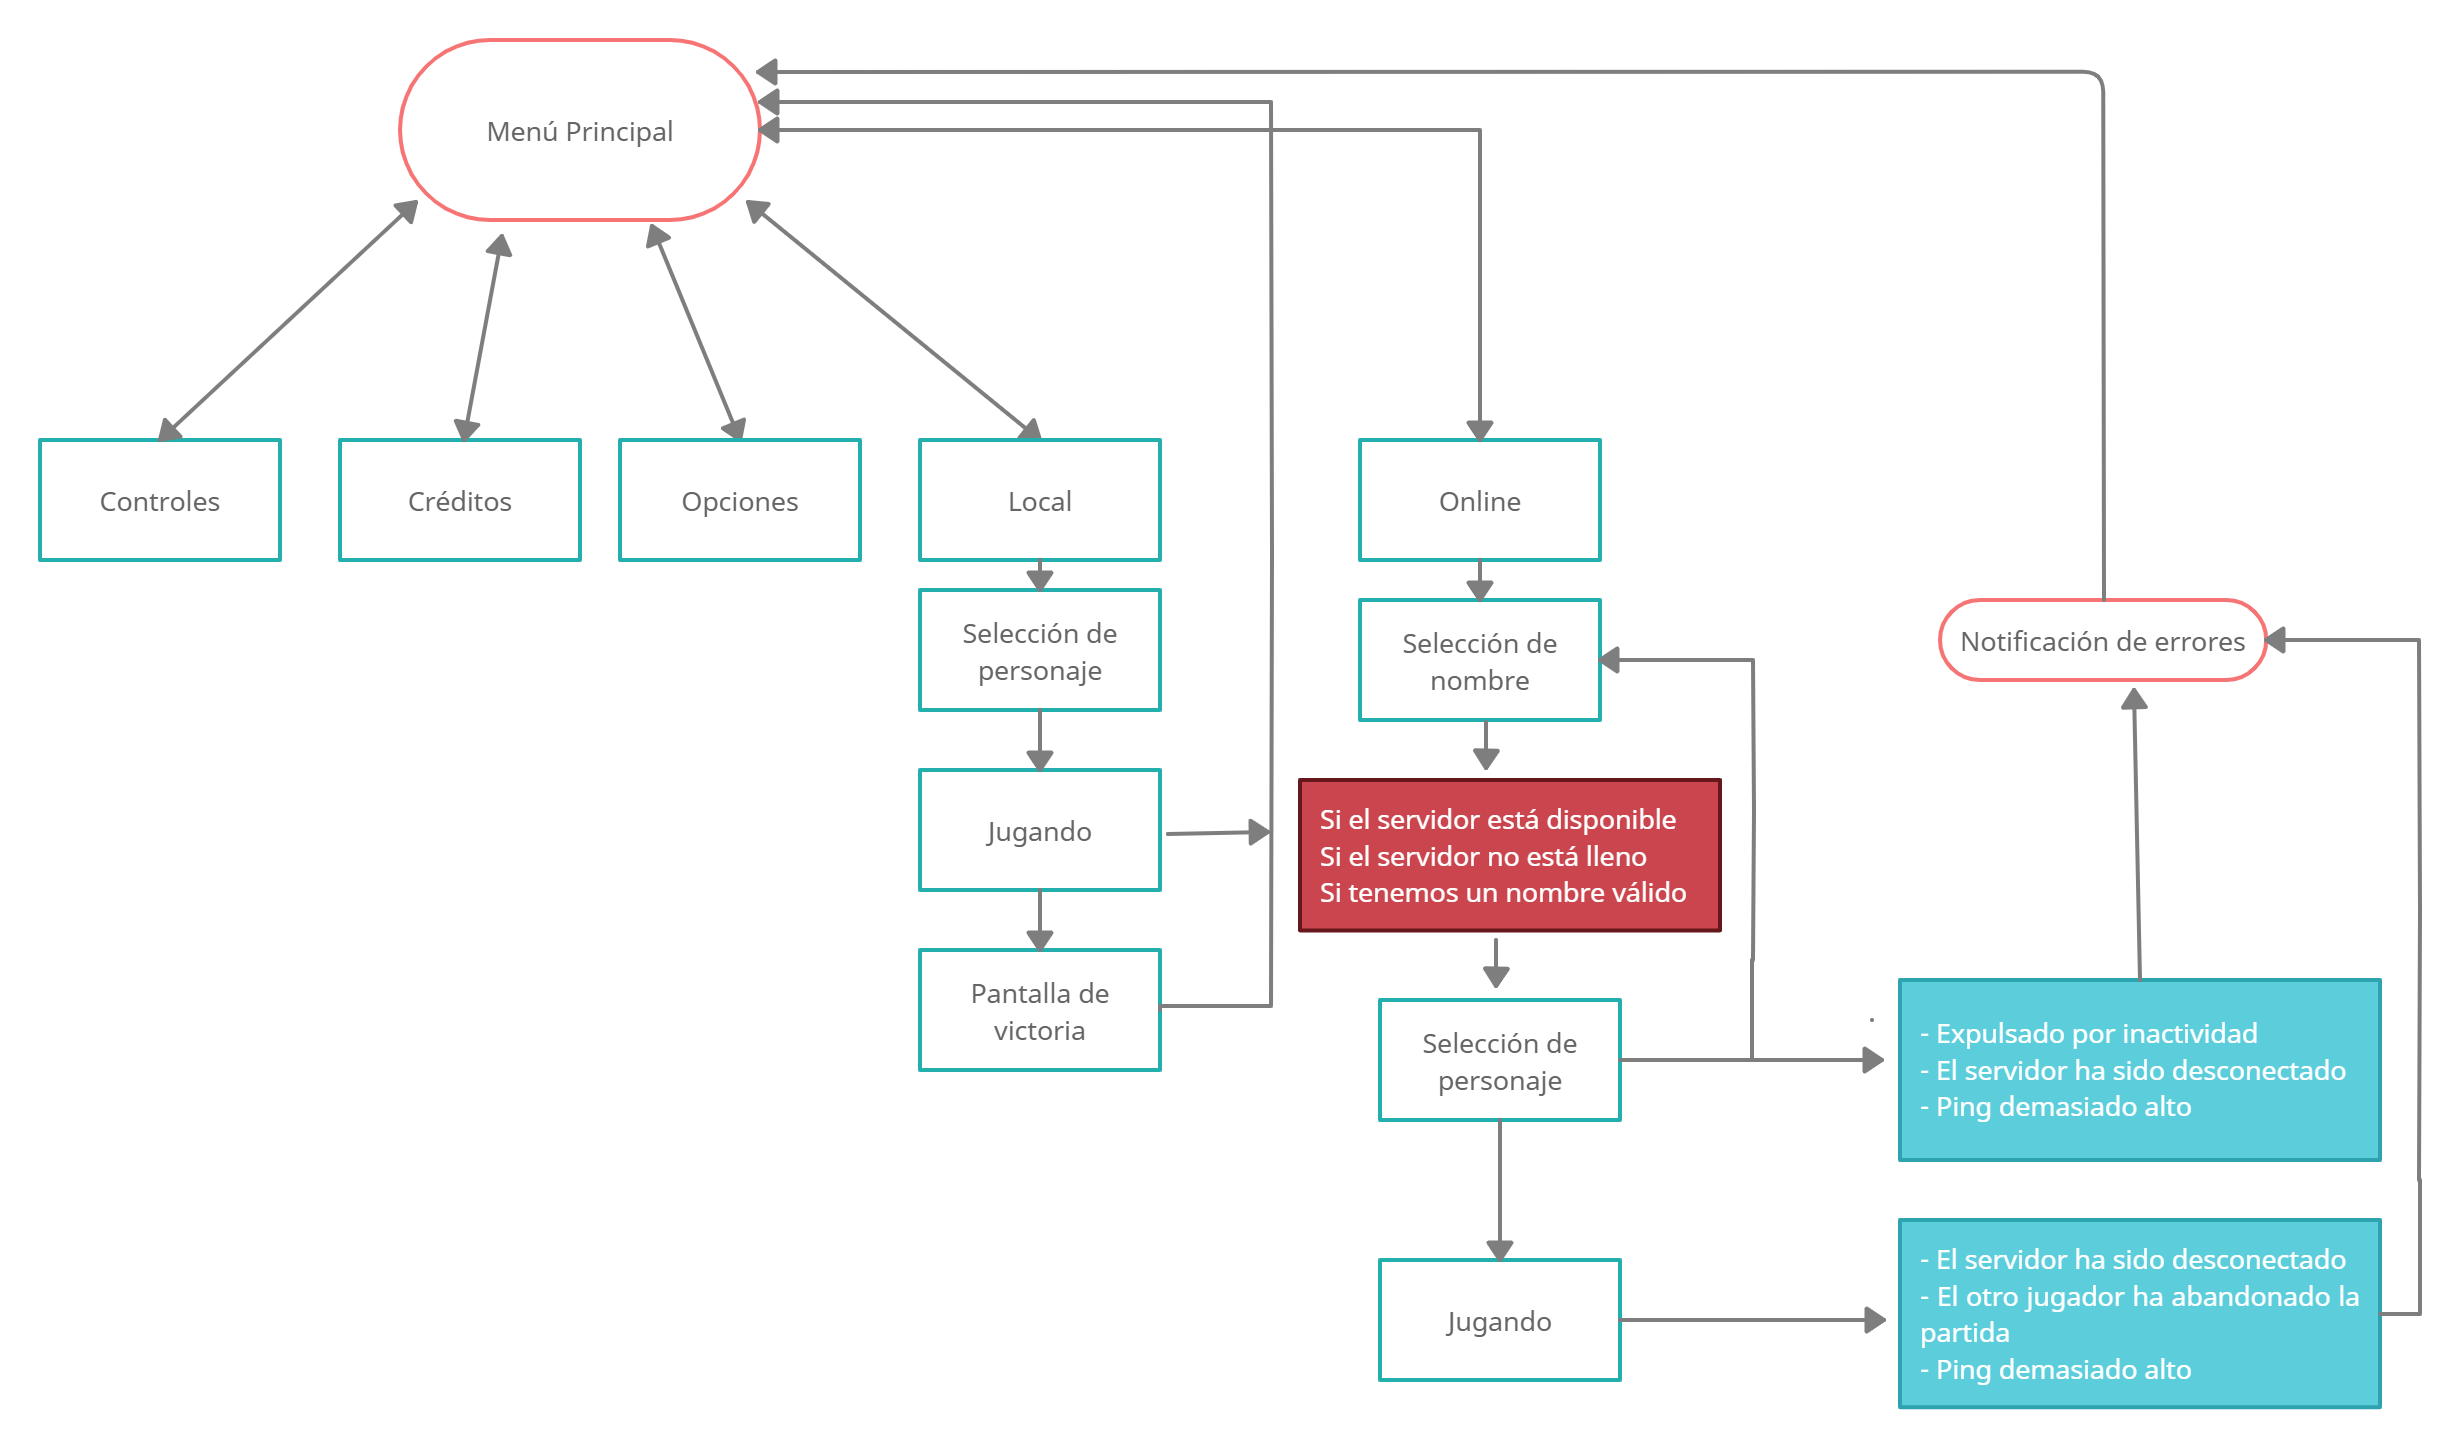 Menú Principal
Controles
Créditos
Opciones
Local
Online
Selección de
personaje
Jugando
Pantalla de
victoria
Selección de
nombre
Si el servidor está disponible
Si el servidor no está lleno
Si tenemos un nombre válido
Selección de
personaje
Jugando
Notificación de errores
- Expulsado por inactividad
- El servidor ha sido desconectado
- Ping demasiado alto
- El servidor ha sido desconectado
- El otro jugador ha abandonado la
partida
- Ping demasiado alto